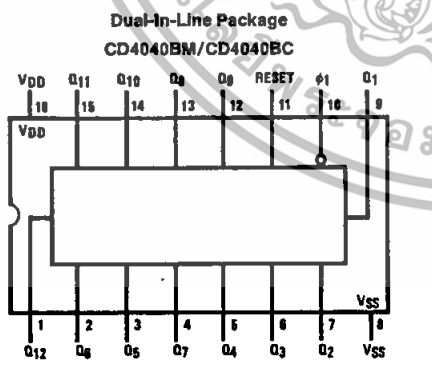 Dual-In-Line Package
CD4040BM/CD4040BC
VDD Q11 Q10 Q8 Q9 RESET φ1 Q1
16 15 14 13 12 11 10 9
VDD
VSS
1 2 3 4 5 6 7 8
Q12 Q6 Q5 Q7 Q4 Q3 Q2 VSS